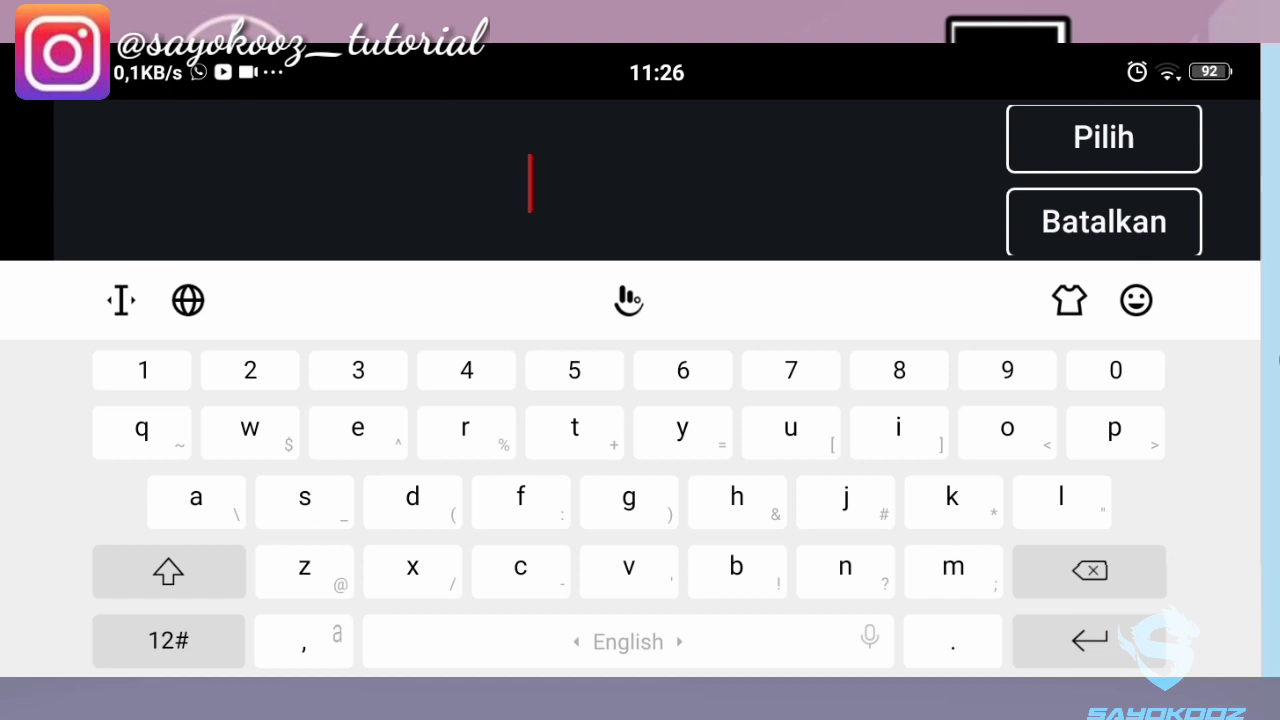 @sayokooz_tutorial
0,1KB/s
11:26
92
Pilih
Batalkan
1 2 3 4 5 6 7 8 9 0
q ~ w $ e ^ r % t + y = u [ i ] o < p >
a \ s _ d ( f : g ) h & j # k * l "
z @ x / c - v ' b ! n ? m ;
12# , a English .
SAYOKOOZ